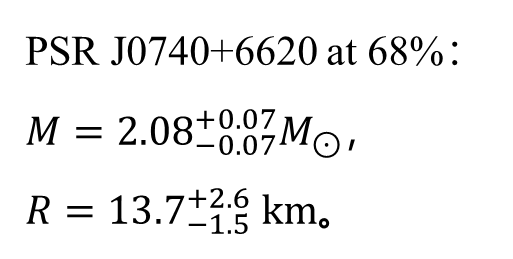 PSR J0740+6620 at 68%:
M = 2.08^{+0.07}_{−0.07}M_⊙,
R = 13.7^{+2.6}_{−1.5} km。